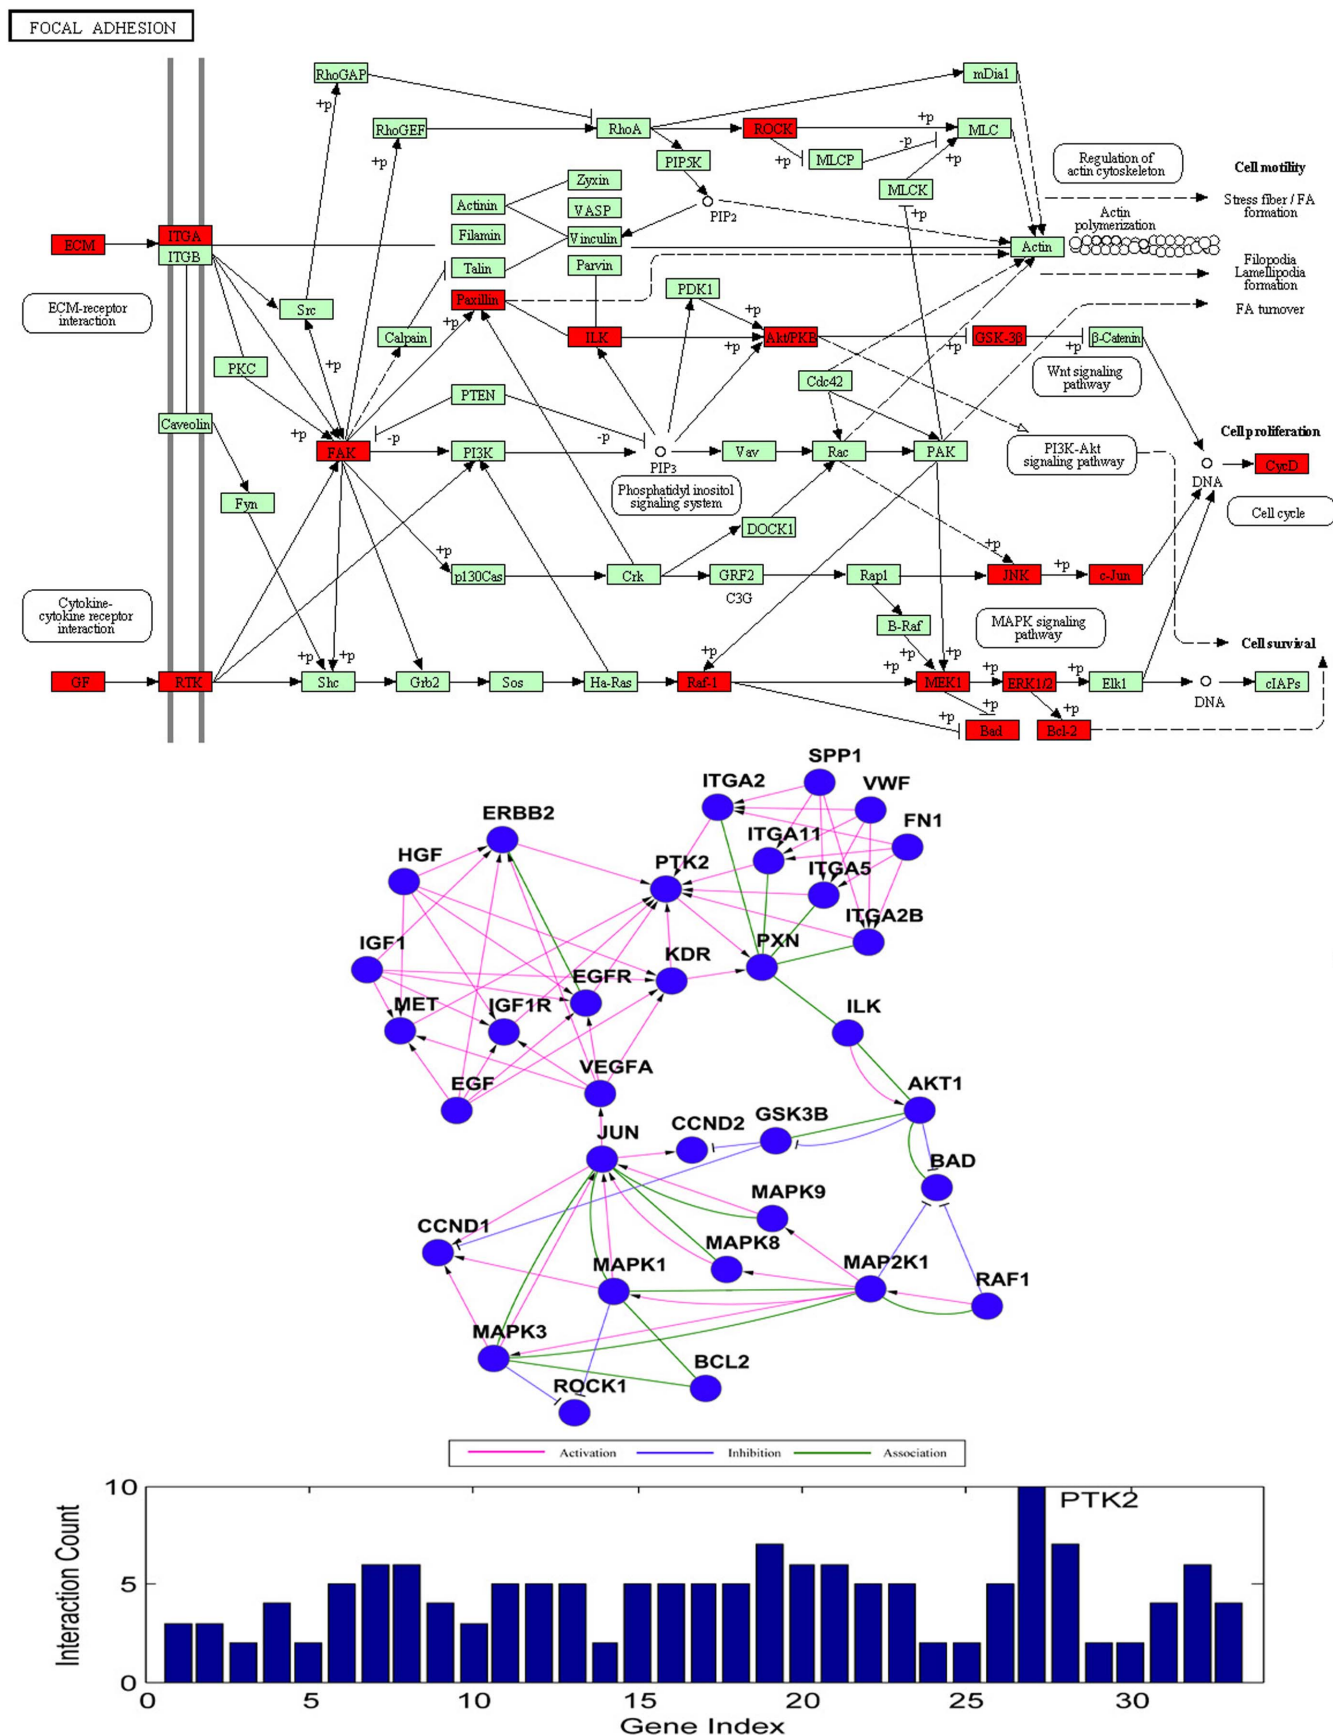 FOCAL ADHESION
RhoGAP
mDia1
+p
RhoGEF
RhoA
ROCK
+p
MLC
+p
-p
+p
MLCP
+p
PIP5K
MLCK
+p
Regulation of
actin cytoskeleton
Cell motility
Zyxin
Actinin
VASP
PIP2
Stress fiber / FA
formation
Actin
polymerization
ITGA
ECM
ITGB
Filamin
Vinculin
Actin
Talin
Parvin
Filopodia
Lamellipodia
formation
ECM-receptor
interaction
Src
Paxillin
PDK1
FA turnover
+p
Calpain
+p
+p
ILK
Akt/PKB
+p
GSK-3β
+p
β-Catenin
+p
PKC
Cdc42
Wnt signaling
pathway
PTEN
Caveolin
+p
-p
-p
FAK
PI3K
PIP3
Vav
Rac
PAK
PI3K-Akt
signaling pathway
Cell proliferation
DNA
CycD
Phosphatidyl inositol
signaling system
Fyn
DOCK1
Cell cycle
+p
+p
+p
p130Cas
Crk
GRF2
C3G
Rap1
JNK
c-Jun
Cytokine-
cytokine receptor
interaction
B-Raf
MAPK signaling
pathway
Cell survival
+p
+p
+p
+p
+p
+p
+p
GF
RTK
Shc
Grb2
Sos
Ha-Ras
Raf-1
MEK1
ERK1/2
Elk1
DNA
cIAPs
+p
+p
+p
Bad
Bcl-2
SPP1
ITGA2
VWF
ERBB2
FN1
HGF
ITGA11
PTK2
ITGA5
ITGA2B
IGF1
KDR
PXN
EGFR
MET
IGF1R
ILK
EGF
VEGFA
AKT1
JUN
CCND2
GSK3B
BAD
MAPK9
CCND1
MAPK8
MAPK1
MAP2K1
RAF1
MAPK3
BCL2
ROCK1
Activation
Inhibition
Association
10
PTK2
5
0
Interaction Count
0
5
10
15
20
25
30
Gene Index